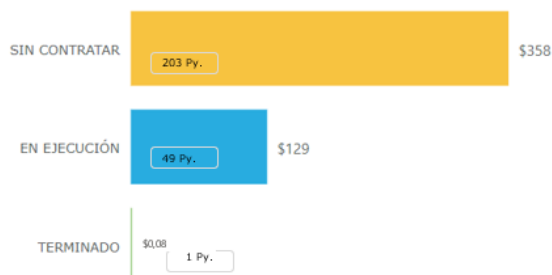 SIN CONTRATAR 203 Py. $358
EN EJECUCIÓN 49 Py. $129
TERMINADO $0,08 1 Py.